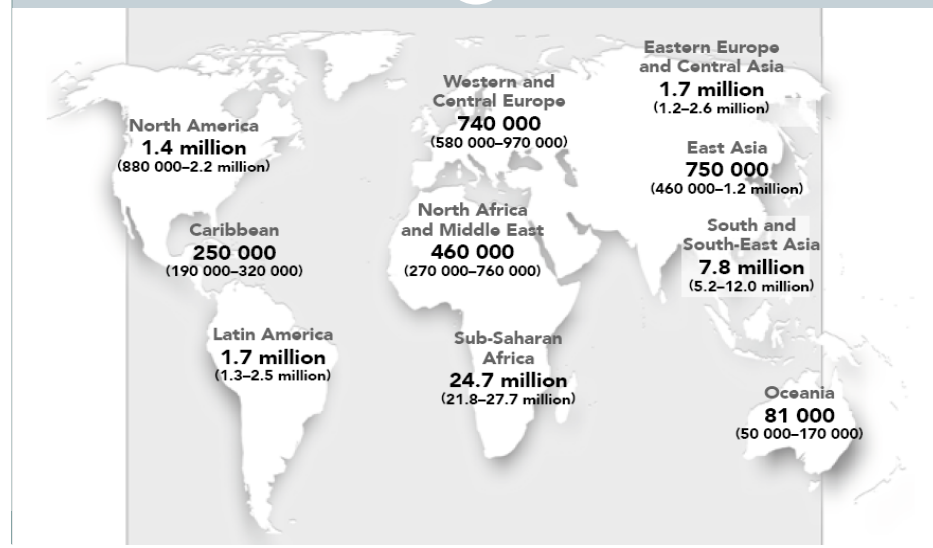 Eastern Europe
and Central Asia
1.7 million
(1.2–2.6 million)
Western and
Central Europe
740 000
(580 000–970 000)
North America
1.4 million
(880 000–2.2 million)
East Asia
750 000
(460 000–1.2 million)
North Africa
and Middle East
460 000
(270 000–760 000)
South and
South-East Asia
7.8 million
(5.2–12.0 million)
Caribbean
250 000
(190 000–320 000)
Latin America
1.7 million
(1.3–2.5 million)
Sub-Saharan
Africa
24.7 million
(21.8–27.7 million)
Oceania
81 000
(50 000–170 000)